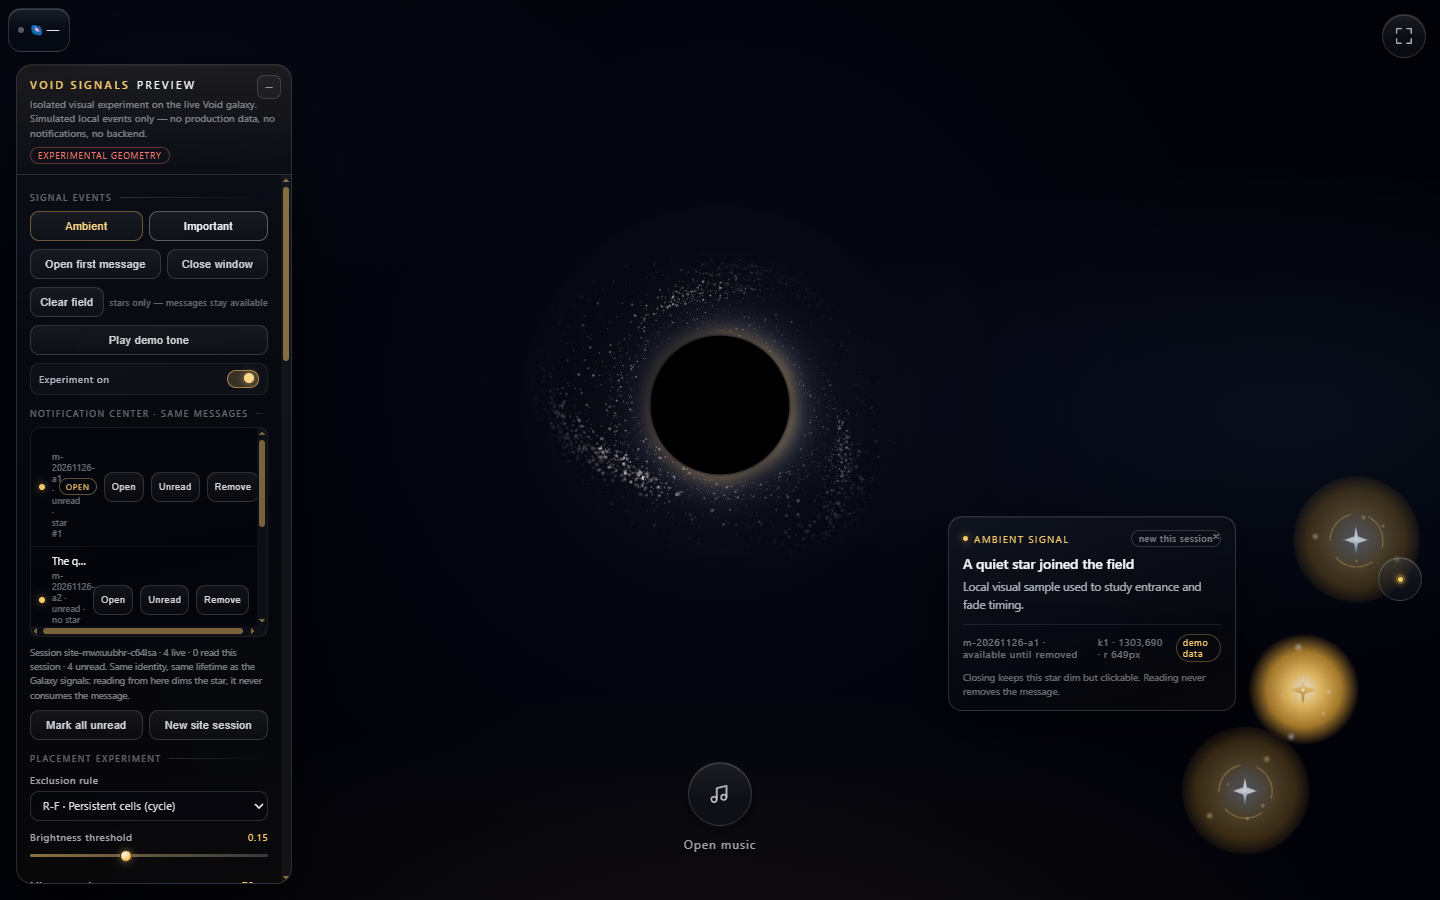 VOID SIGNALS PREVIEW
Isolated visual experiment on the live Void galaxy.
Simulated local events only — no production data, no
notifications, no backend.
EXPERIMENTAL GEOMETRY
SIGNAL EVENTS
Ambient
Important
Open first message
Close window
Clear field
stars only — messages stay available
Play demo tone
Experiment on
NOTIFICATION CENTER · SAME MESSAGES
m-
20261126-
a1
·
unread
·
star
#1
OPEN
Open
Unread
Remove
The q...
m-
20261126-
a2 ·
unread ·
no star
Open
Unread
Remove
Session site-mwxuubhr-c64lsa · 4 live · 0 read this
session · 4 unread. Same identity, same lifetime as the
Galaxy signals: reading from here dims the star, it never
consumes the message.
Mark all unread
New site session
PLACEMENT EXPERIMENT
Exclusion rule
R-F · Persistent cells (cycle)
Brightness threshold
0.15
AMBIENT SIGNAL
new this session
A quiet star joined the field
Local visual sample used to study entrance and
fade timing.
m-20261126-a1 ·
available until removed
k1 · 1303,690
· r 649px
demo
data
Closing keeps this star dim but clickable. Reading never
removes the message.
Open music